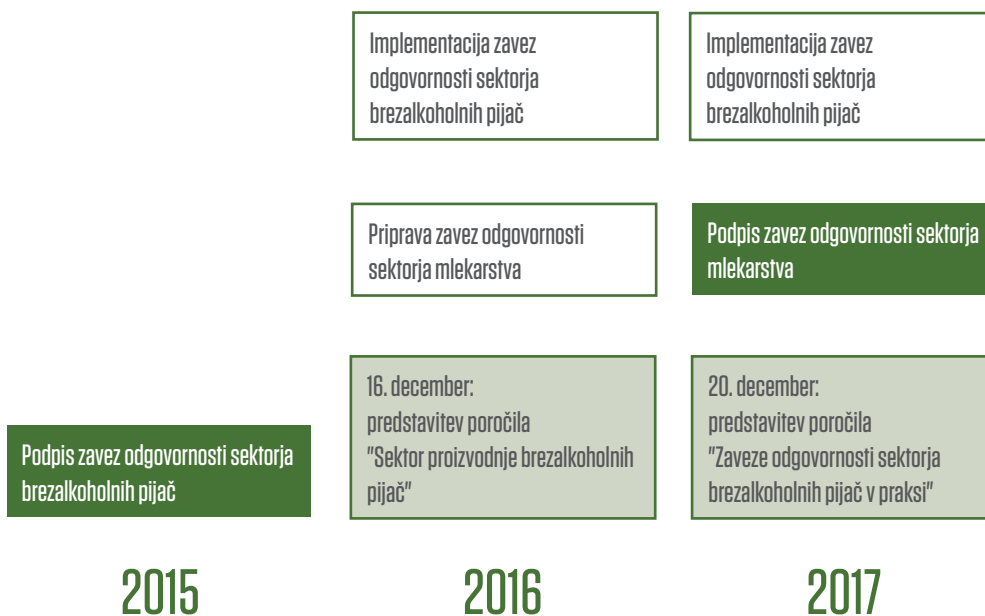 Implementacija zavez
odgovornosti sektorja
brezalkoholnih pijač
Implementacija zavez
odgovornosti sektorja
brezalkoholnih pijač
Priprava zavez odgovornosti
sektorja mlekarstva
Podpis zavez odgovornosti sektorja
mlekarstva
Podpis zavez odgovornosti sektorja
brezalkoholnih pijač
16. december:
predstavitev poročila
"Sektor proizvodnje brezalkoholnih
pijač"
20. december:
predstavitev poročila
"Zaveze odgovornosti sektorja
brezalkoholnih pijač v praksi"
2015
2016
2017